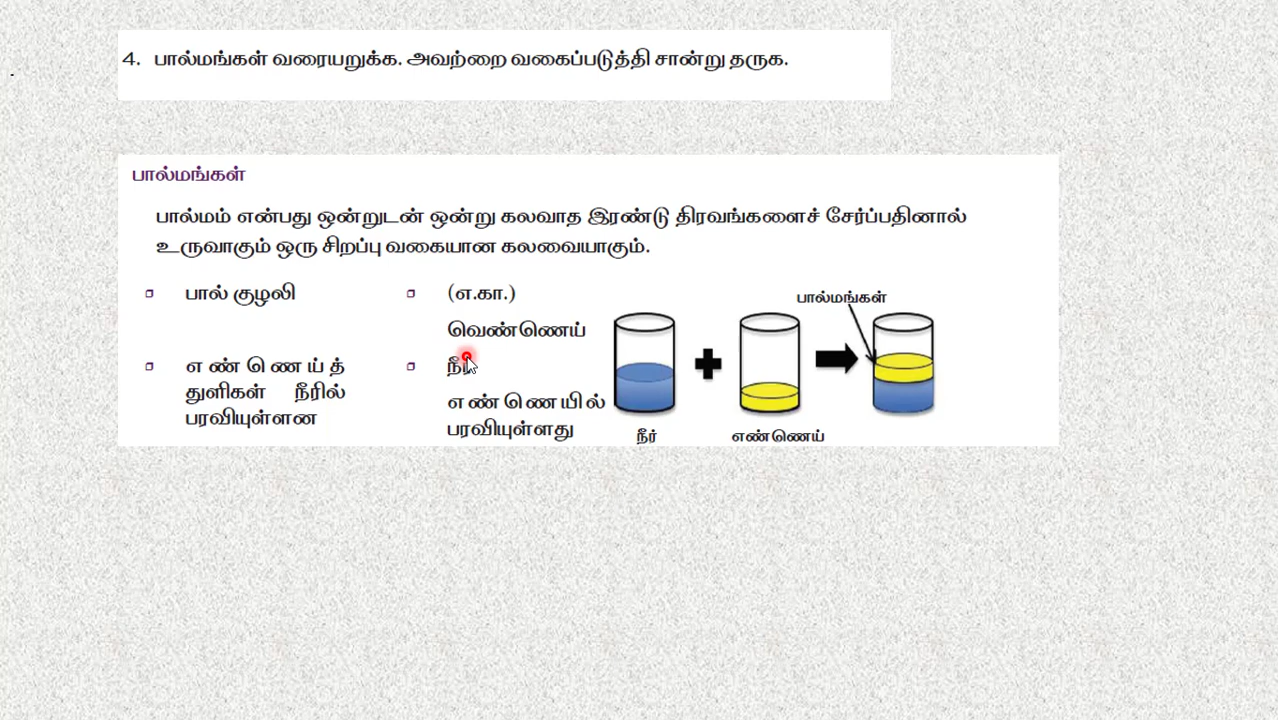 4. பால்மங்கள் வரையறுக்க. அவற்றை வகைப்படுத்தி சான்று தருக.
பால்மங்கள்
பால்மம் என்பது ஒன்றுடன் ஒன்று கலவாத இரண்டு திரவங்களைச் சேர்ப்பதினால்
உருவாகும் ஒரு சிறப்பு வகையான கலவையாகும்.
பால் குழலி
எண்ணெய்த்
துளிகள் நீரில்
பரவியுள்ளன
(எ.கா.)
வெண்ணெய்
எண்ணெயில்
பரவியுள்ளது
பால்மங்கள்
நீர்
எண்ணெய்